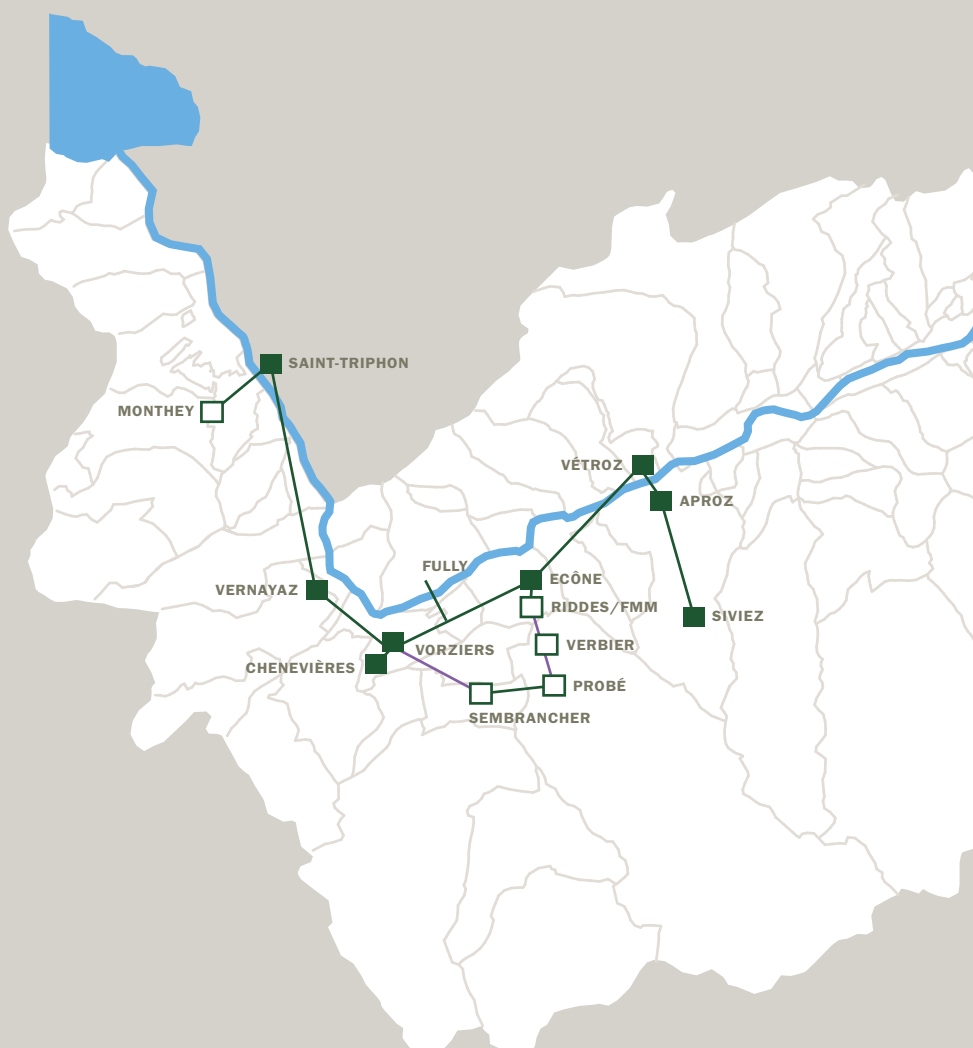 SAINT-TRIPHON
MONTHEY
VÉTROZ
APROZ
FULLY
ECÔNE
VERNAYAZ
RIDDES/FMM
SIVIEZ
VERBIER
VORZIERS
CHENEVIÈRES
PROBÉ
SEMBRANCHER